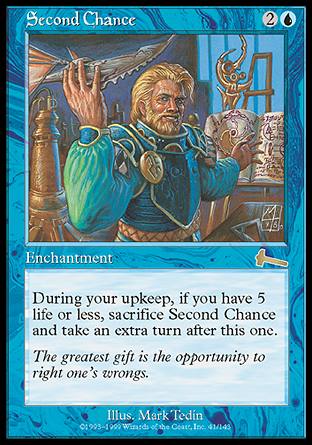 Second Chance 2
Enchantment
During your upkeep, if you have 5
life or less, sacrifice Second Chance
and take an extra turn after this one.
The greatest gift is the opportunity to
right one's wrongs.
Illus. Mark Tedin
©1993–1999 Wizards of the Coast, Inc. 41/143